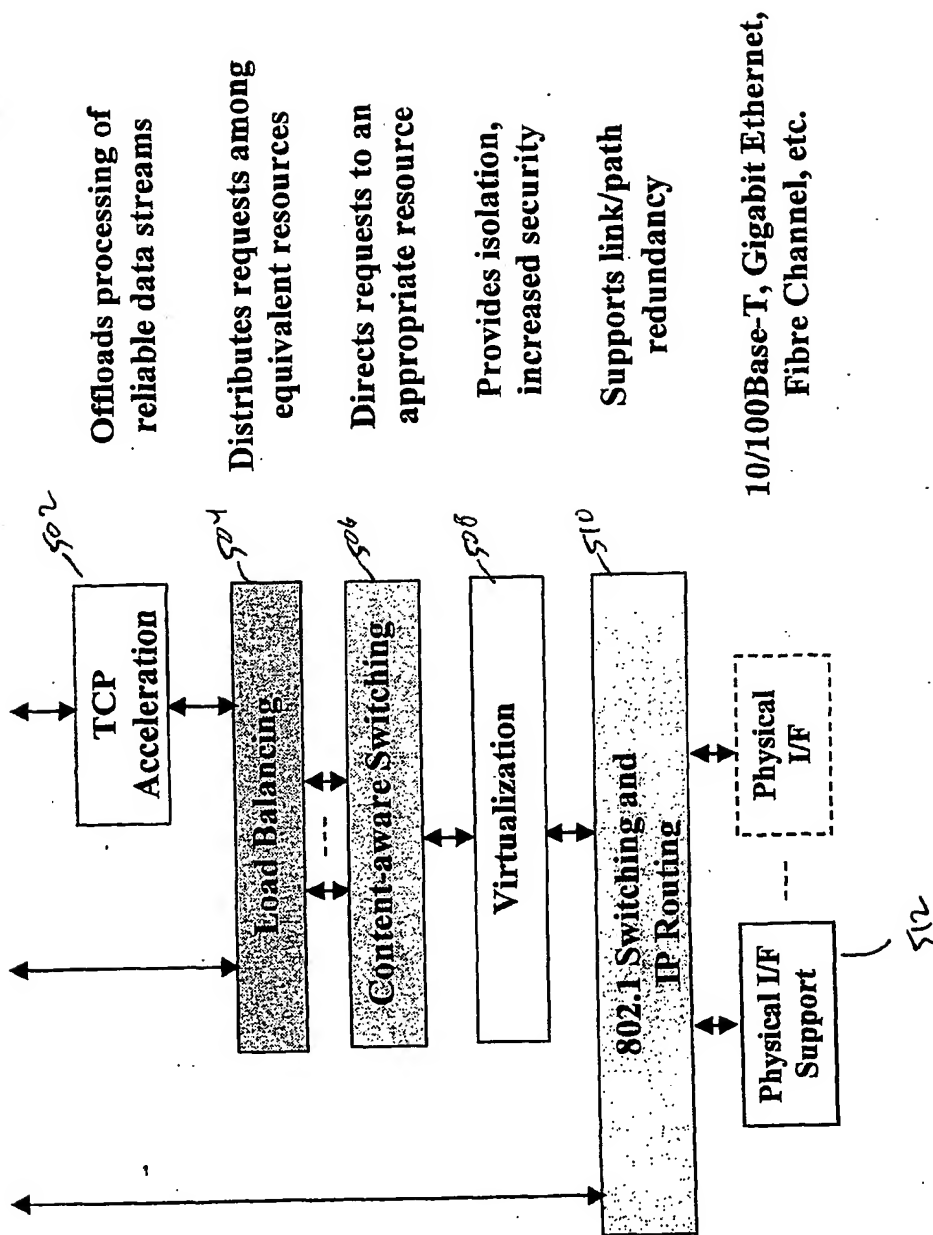 502
TCP
Acceleration
Offloads processing of
reliable data streams
504
Load Balancing
Distributes requests among
equivalent resources
506
Content-aware Switching
Directs requests to an
appropriate resource
508
Virtualization
Provides isolation,
increased security
510
802.1 Switching and
IP Routing
Supports link/path
redundancy
Physical I/F
Support
512
Physical
I/F
10/100Base-T, Gigabit Ethernet,
Fibre Channel, etc.